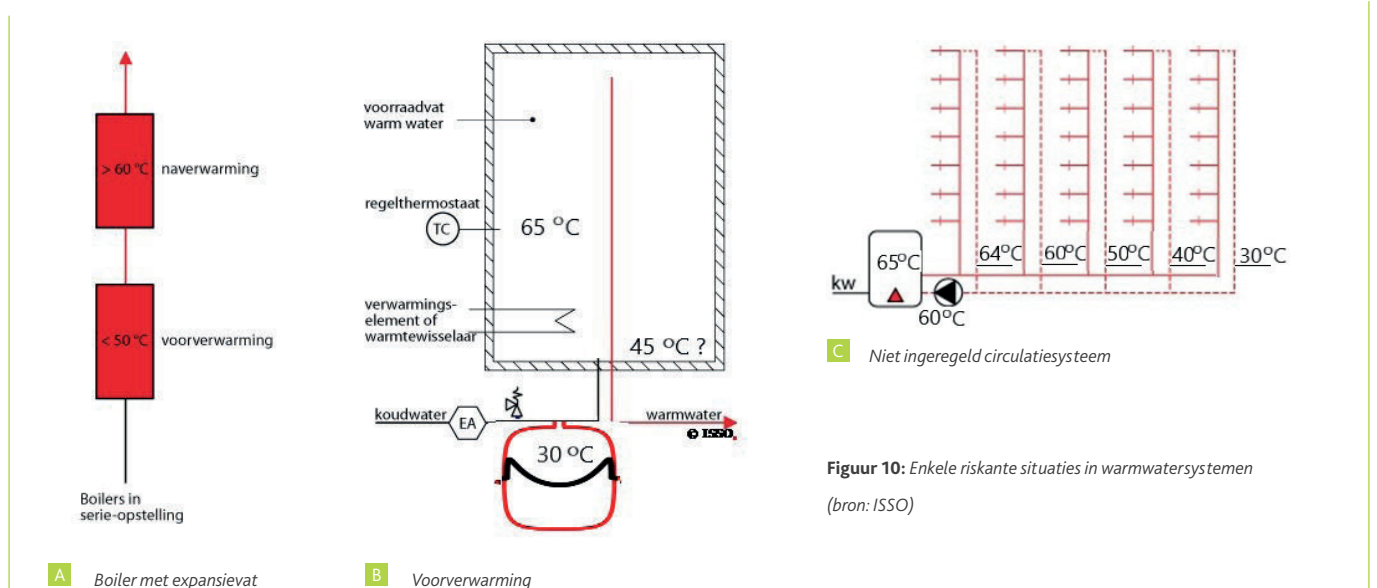 > 60 °C
naverwarming
< 50 °C
voorverwarming
Boilers in
serie-opstelling
A Boiler met expansievat
voorraadvat
warm water
regelthermostaat
TC
65 °C
verwarmings-
element of
warmtewisselaar
45 °C ?
koudwater
EA
warmwater
© ISSO
30 °C
B Voorverwarming
65°C
64°C
60°C
50°C
40°C
30°C
kw
60°C
C Niet ingeregeld circulatiesysteem
Figuur 10: Enkele riskante situaties in warmwatersystemen
(bron: ISSO)